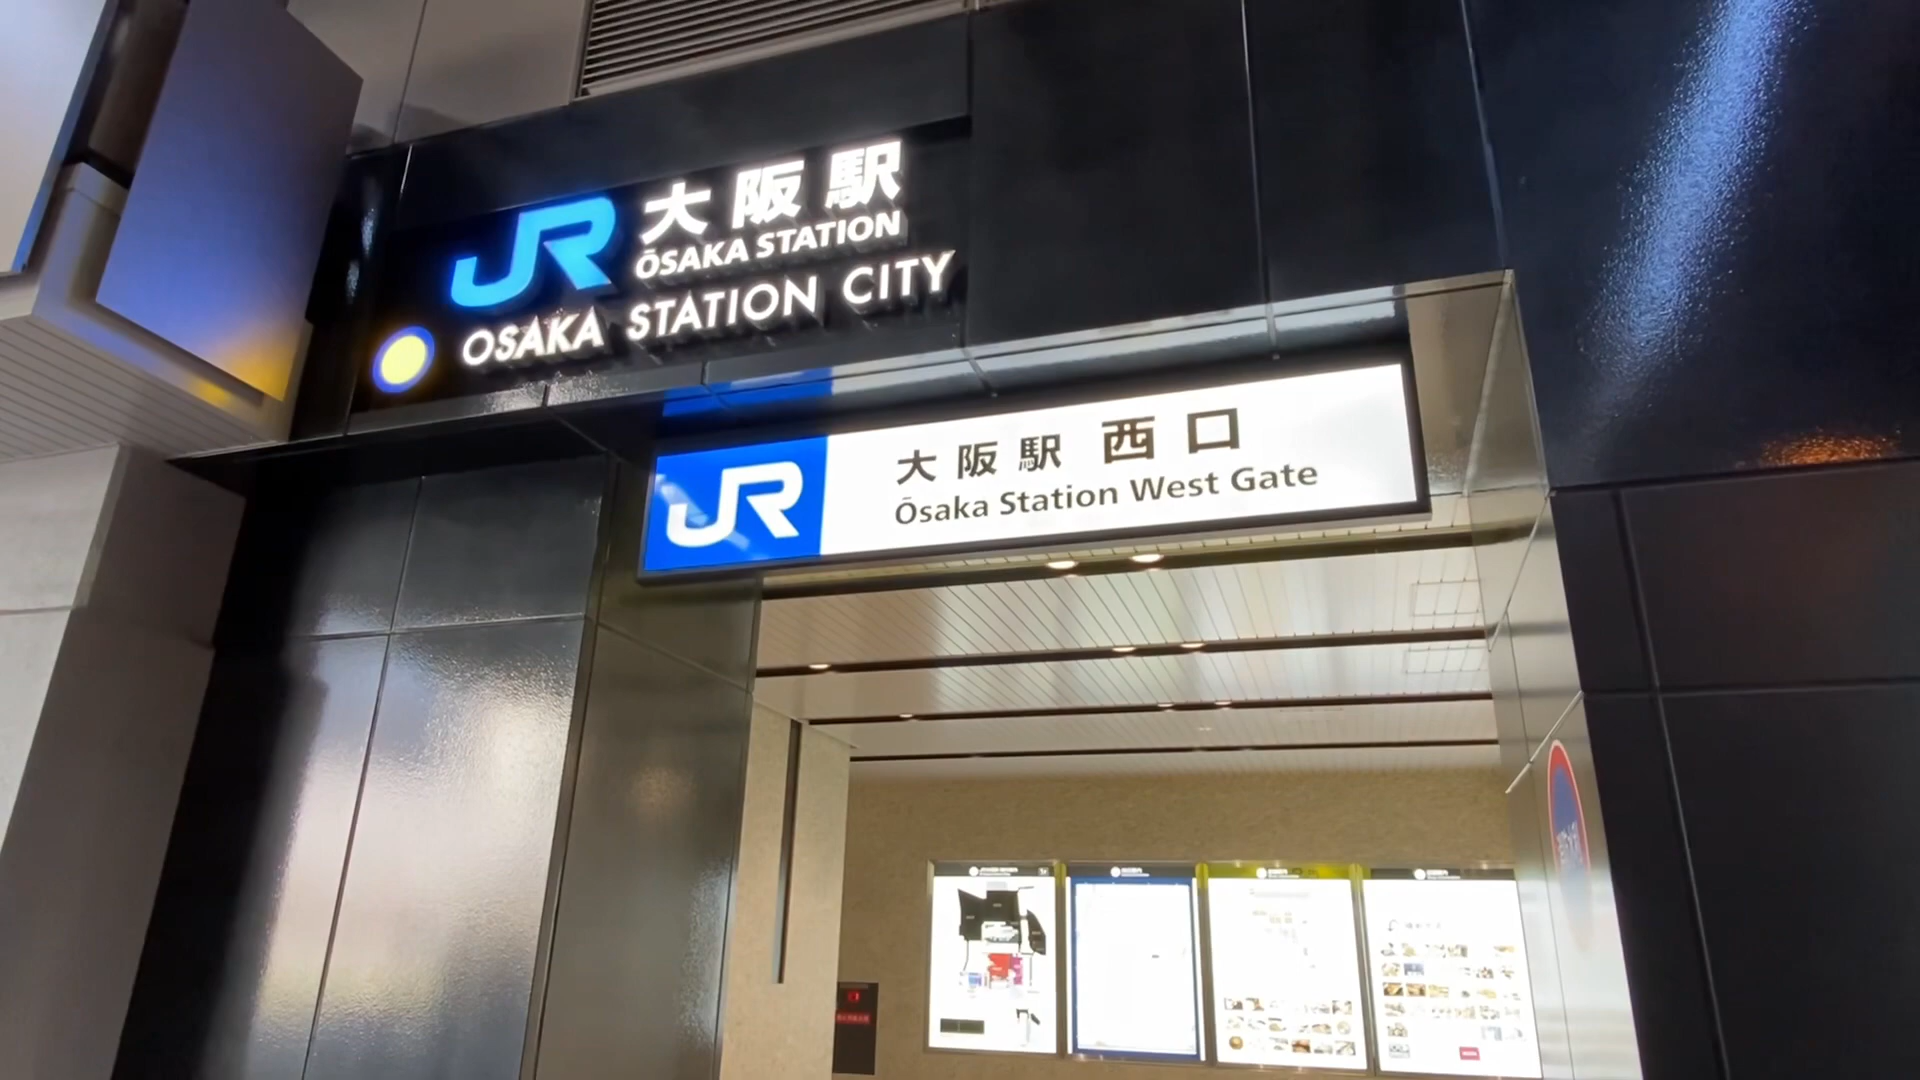 JR 大阪駅
ŌSAKA STATION
OSAKA STATION CITY
JR 大阪駅 西口
Ōsaka Station West Gate